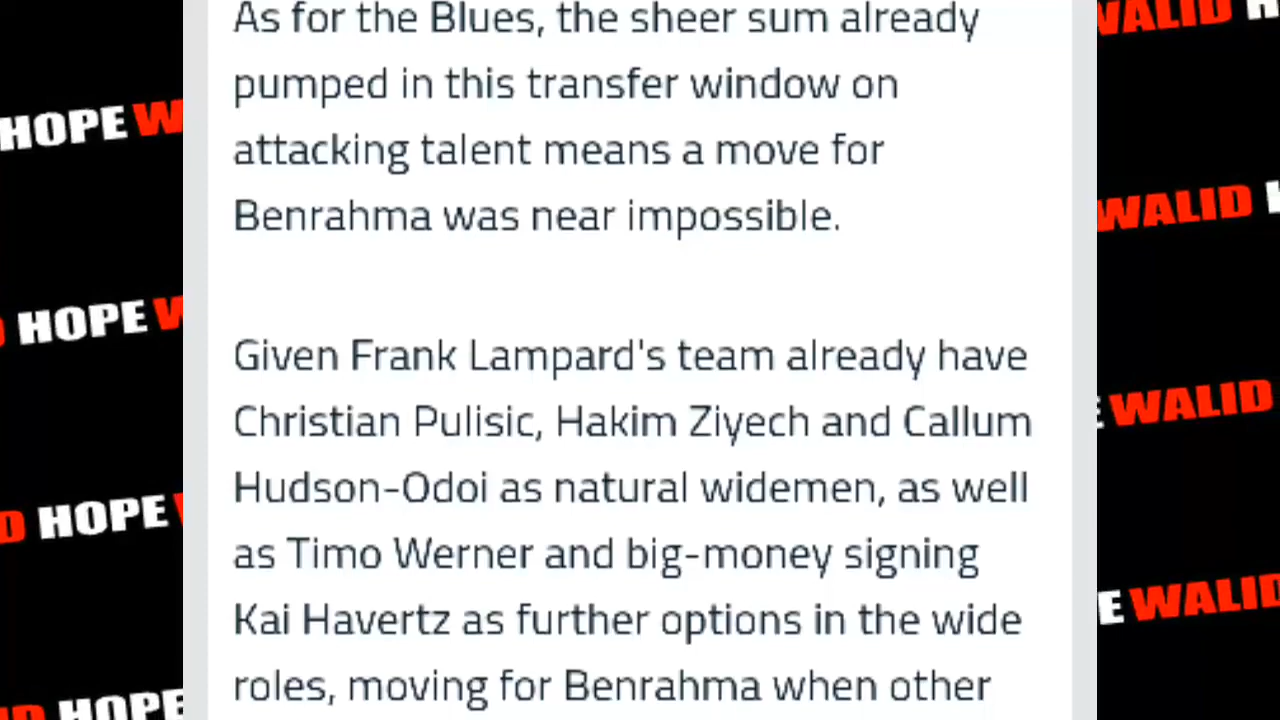 As for the Blues, the sheer sum already
pumped in this transfer window on
attacking talent means a move for
Benrahma was near impossible.
Given Frank Lampard's team already have
Christian Pulisic, Hakim Ziyech and Callum
Hudson-Odoi as natural widemen, as well
as Timo Werner and big-money signing
Kai Havertz as further options in the wide
roles, moving for Benrahma when other
HOPE W
HOPE W
D HOPE
D HOPE
WALID H
WALID H
E WALID
E WALID